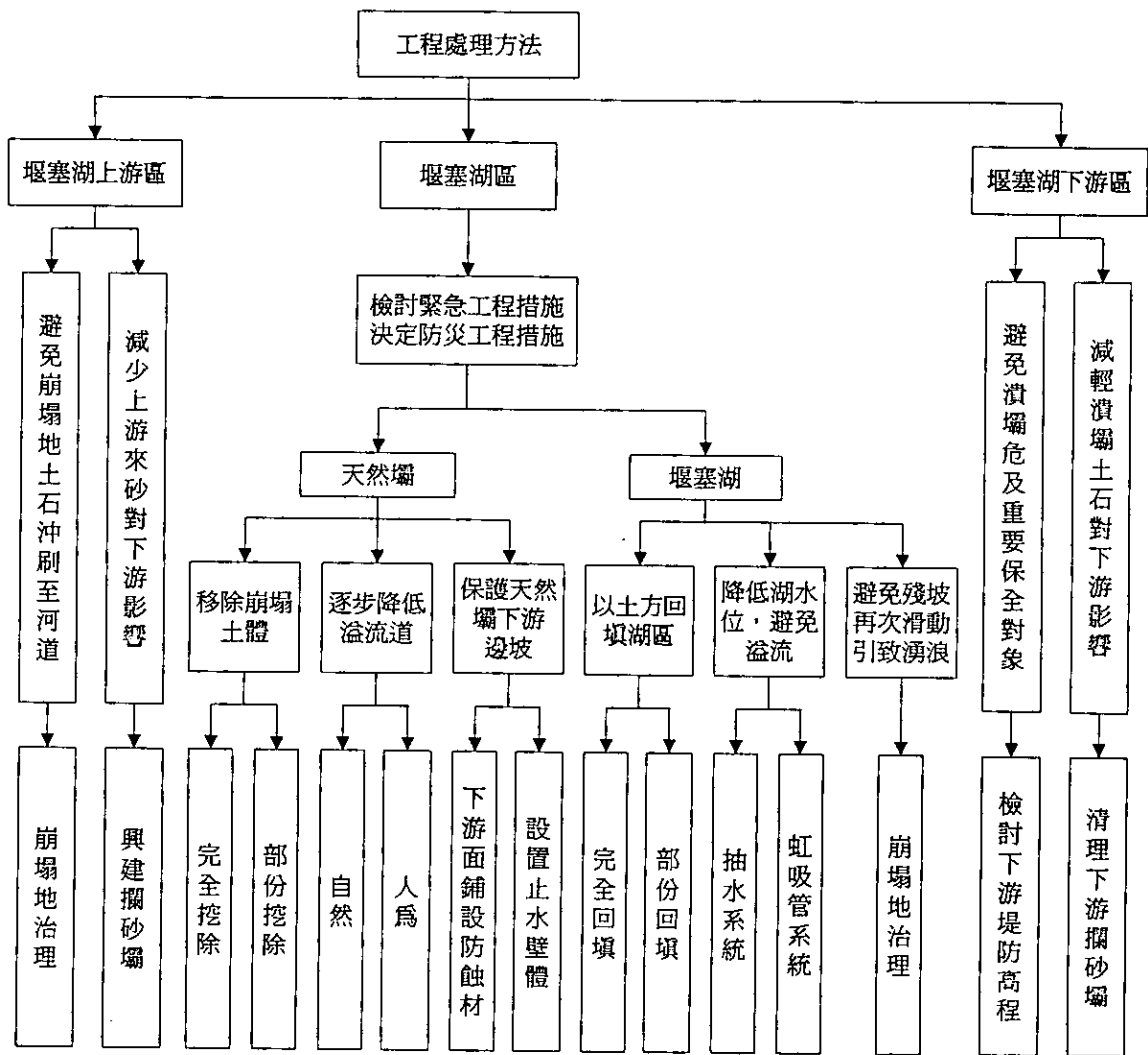 工程處理方法
堰塞湖上游區
堰塞湖區
堰塞湖下游區
避免崩塌地土石沖刷至河道
減少上游來砂對下游影響
檢討緊急工程措施
決定防災工程措施
避免潰壩危及重要保全對象
減輕潰壩土石對下游影響
天然壩
堰塞湖
移除崩塌
土體
逐步降低
溢流道
保護天然
壩下游
邊坡
以土方回
填湖區
降低湖水
位，避免
溢流
避免殘坡
再次滑動
引致湧浪
崩塌地治理
興建攔砂壩
完全挖除
部份挖除
自然
人為
下游面鋪設防蝕材
設置止水壁體
完全回填
部份回填
抽水系統
虹吸管系統
崩塌地治理
檢討下游堤防高程
清理下游攔砂壩